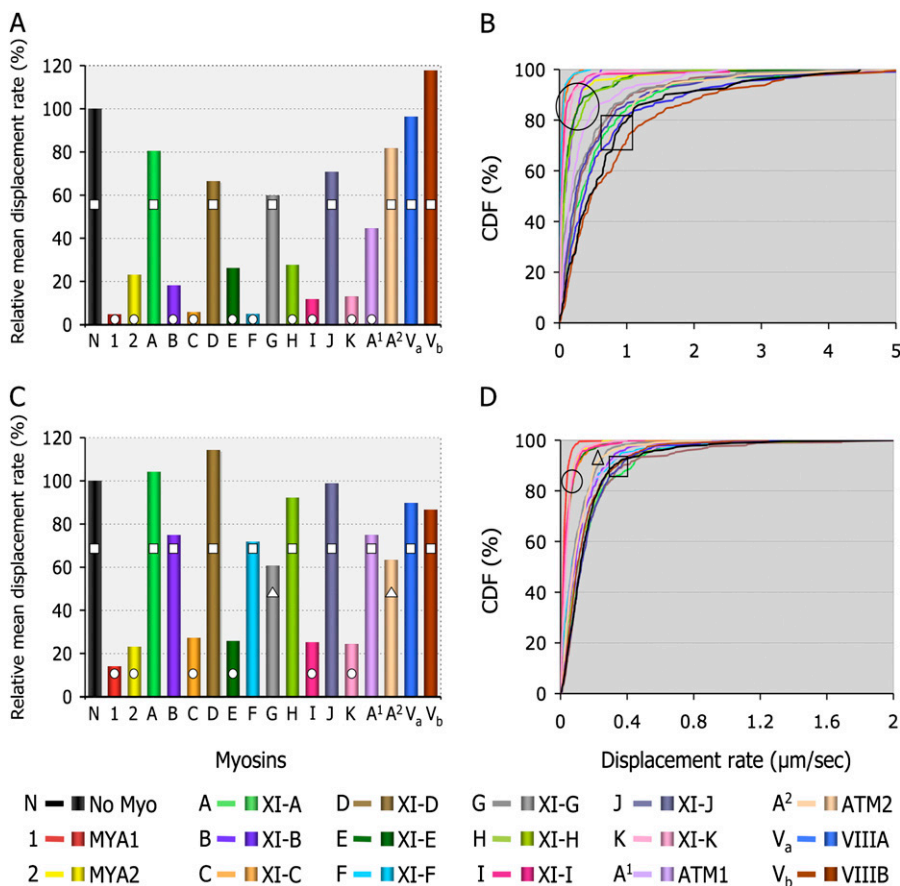 A
Relative mean displacement rate (%)
120
100
80
60
40
20
0
N 1 2 A B C D E F G H I J K A¹ A² Va Vb
B
CDF (%)
100
80
60
40
20
0
0 1 2 3 4 5
C
Relative mean displacement rate (%)
120
100
80
60
40
20
0
N 1 2 A B C D E F G H I J K A¹ A² Va Vb
Myosins
D
CDF (%)
100
80
60
40
20
0
0 0.4 0.8 1.2 1.6 2
Displacement rate (µm/sec)
N No Myo A XI-A D XI-D G XI-G J XI-J A² ATM2
1 MYA1 B XI-B E XI-E H XI-H K XI-K Va VIIIA
2 MYA2 C XI-C F XI-F I XI-I A¹ ATM1 Vb VIIIB